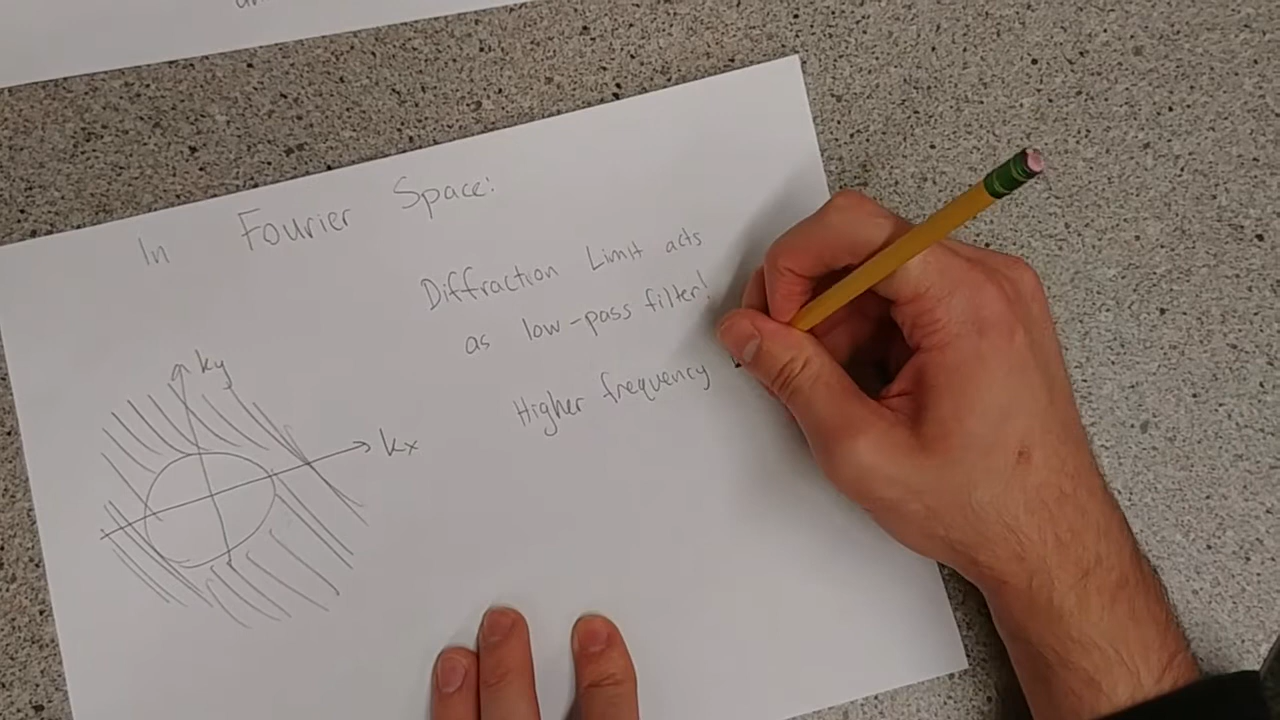 In Fourier Space:
Diffraction Limit acts
as low-pass filter!
Higher frequency
ky
kx